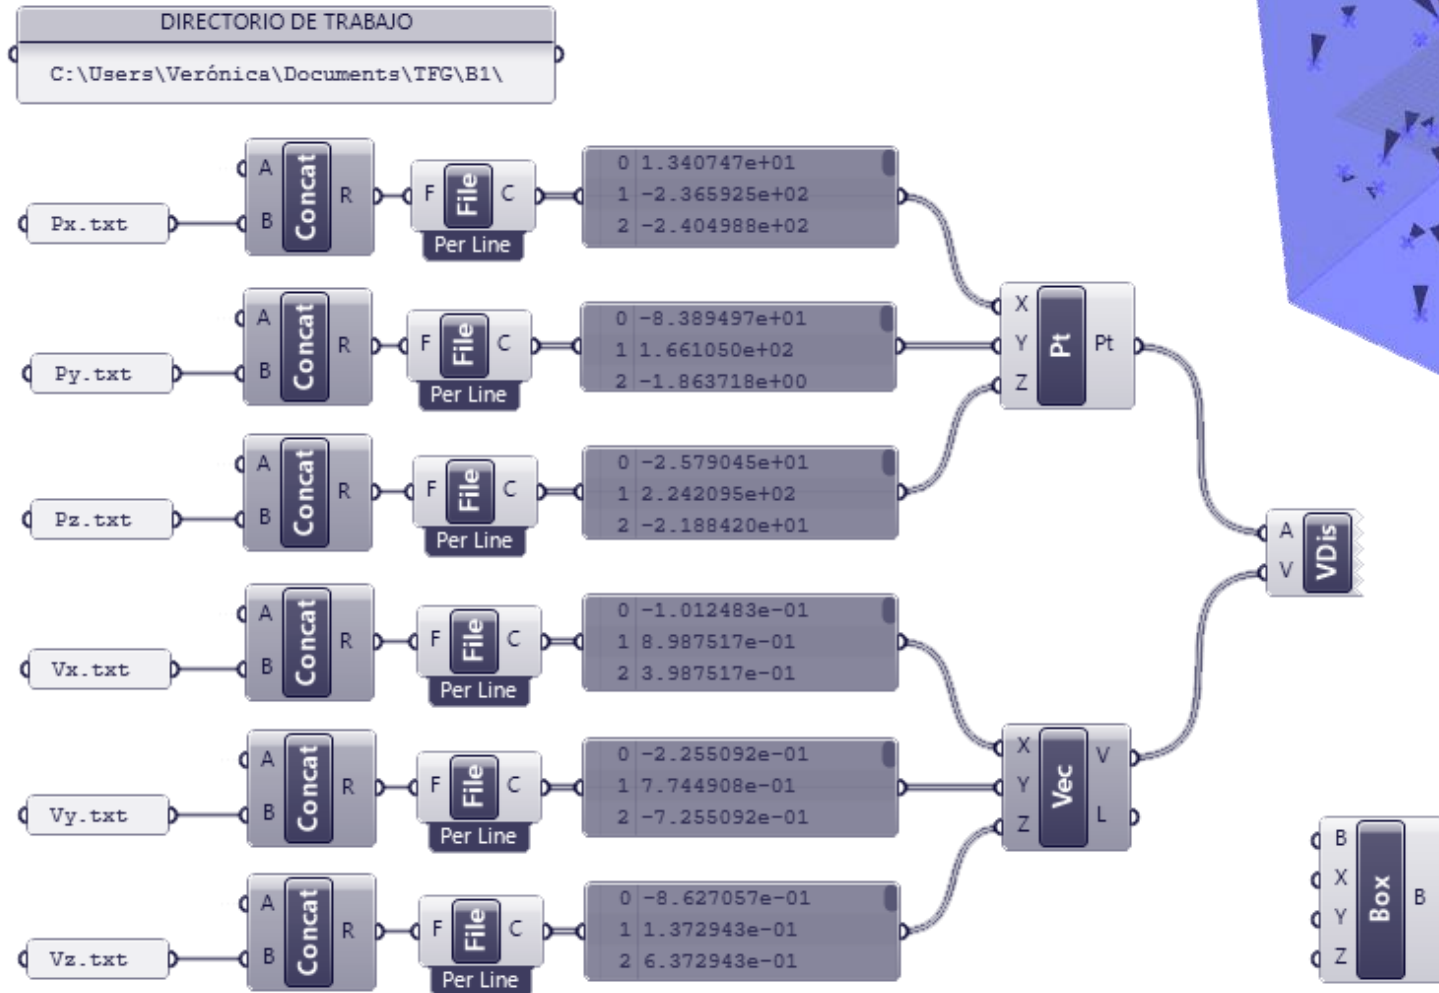 DIRECTORIO DE TRABAJO
C:\Users\Verónica\Documents\TFG\B1\
Px.txt
A
B
Concat
R
F
File
C
Per Line
0 1.340747e+01
1 -2.365925e+02
2 -2.404988e+02
Py.txt
A
B
Concat
R
F
File
C
Per Line
0 -8.389497e+01
1 1.661050e+02
2 -1.863718e+00
X
Y
Z
Pt
Pt
Pz.txt
A
B
Concat
R
F
File
C
Per Line
0 -2.579045e+01
1 2.242095e+02
2 -2.188420e+01
A
V
VDis
Vx.txt
A
B
Concat
R
F
File
C
Per Line
0 -1.012483e-01
1 8.987517e-01
2 3.987517e-01
Vy.txt
A
B
Concat
R
F
File
C
Per Line
0 -2.255092e-01
1 7.744908e-01
2 -7.255092e-01
X
Y
Z
Vec
V
L
Vz.txt
A
B
Concat
R
F
File
C
Per Line
0 -8.627057e-01
1 1.372943e-01
2 6.372943e-01
B
X
Y
Z
Box
B